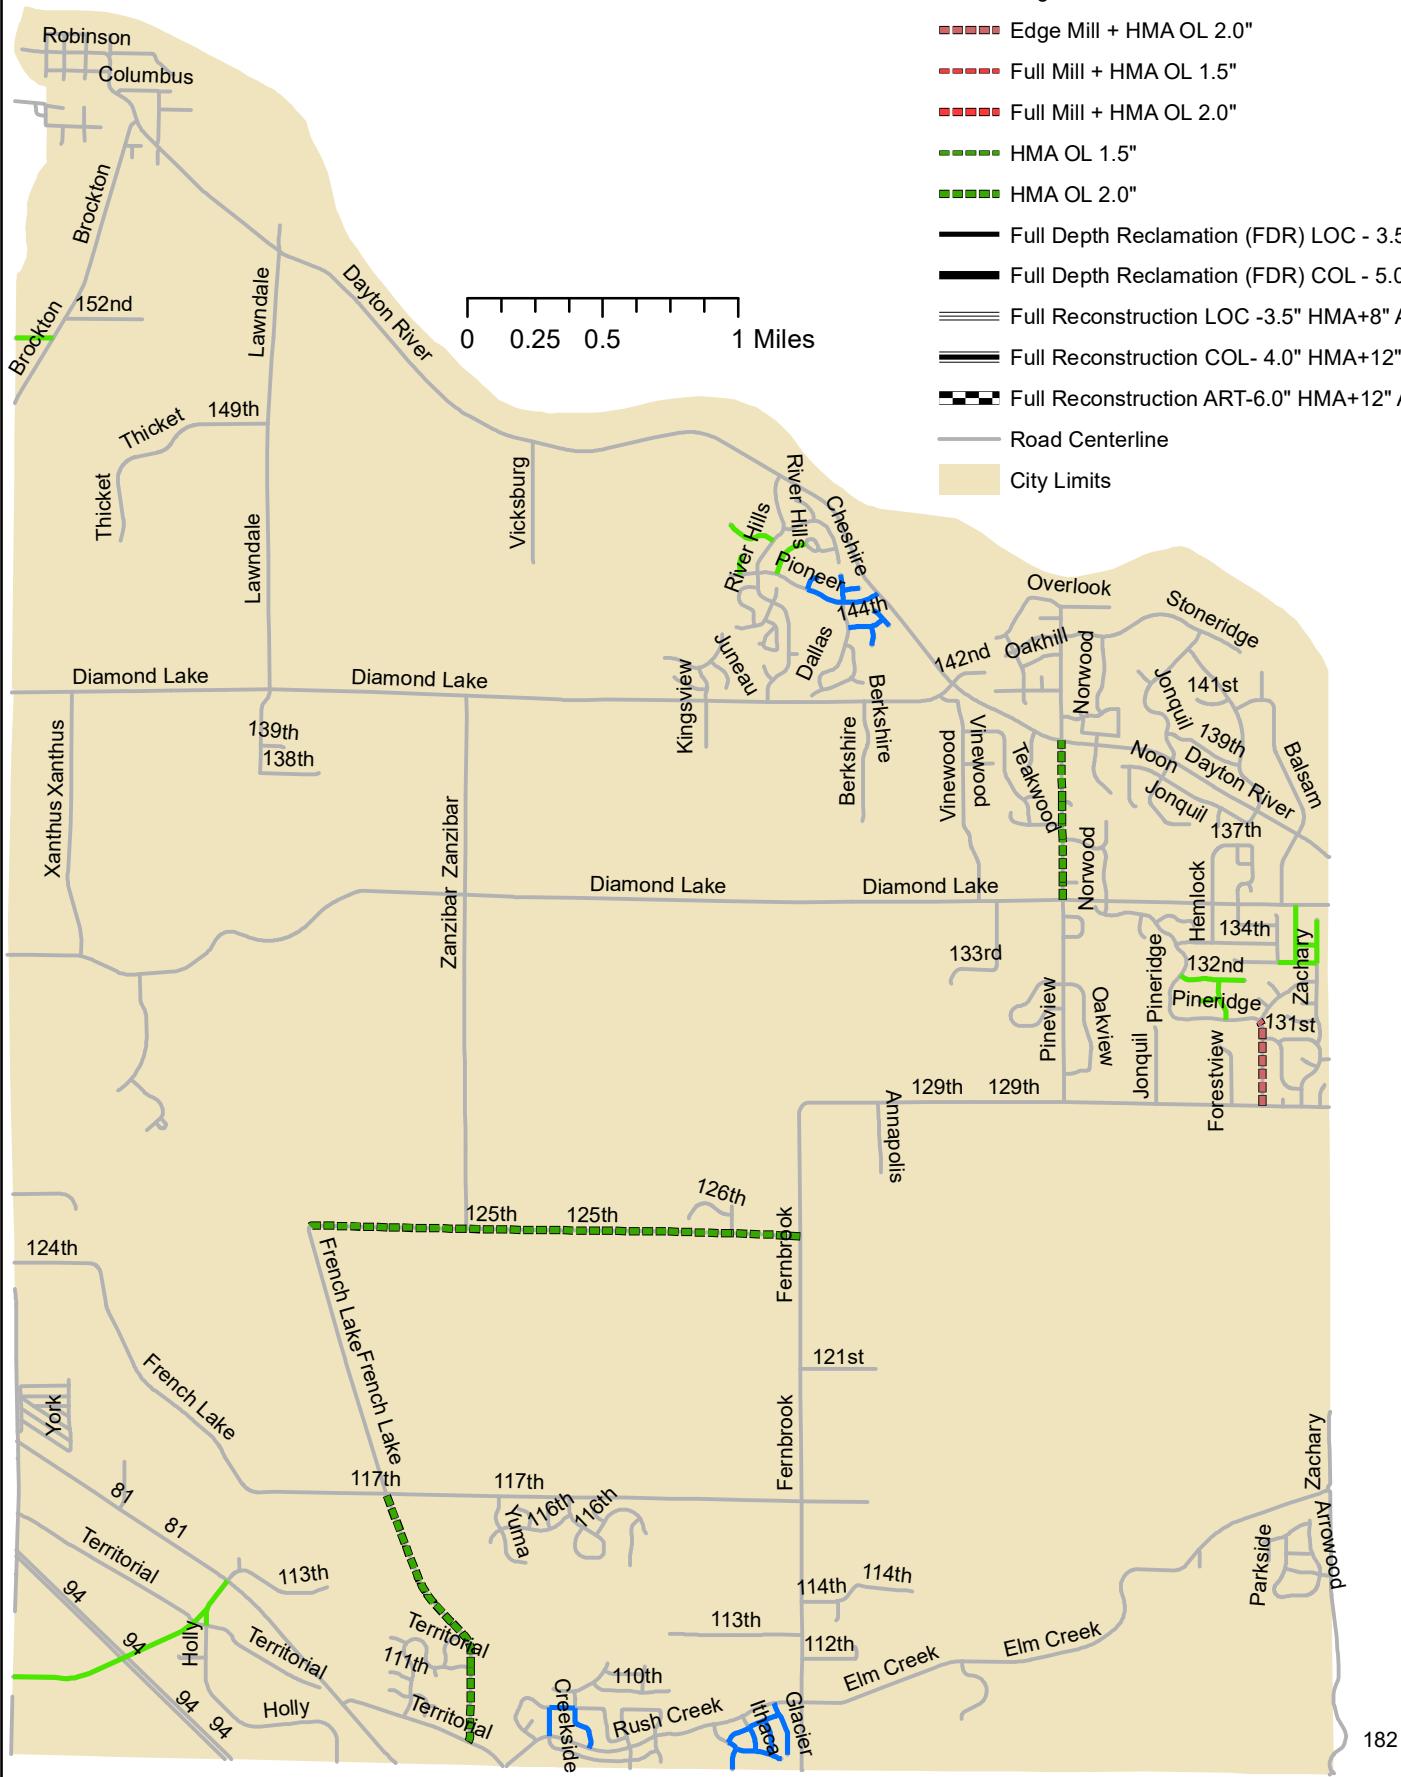 Edge Mill + HMA OL 2.0"
Full Mill + HMA OL 1.5"
Full Mill + HMA OL 2.0"
HMA OL 1.5"
HMA OL 2.0"
Full Depth Reclamation (FDR) LOC - 3.5
Full Depth Reclamation (FDR) COL - 5.0
Full Reconstruction LOC -3.5" HMA+8" A
Full Reconstruction COL- 4.0" HMA+12"
Full Reconstruction ART-6.0" HMA+12" A
Road Centerline
City Limits
0 0.25 0.5 1 Miles
Robinson
Columbus
Brockton
Brockton
152nd
Lawndale
Dayton River
149th
Thicket
Thicket
Lawndale
Vicksburg
River Hills
River Hills
Cheshire
Pioneer
144th
Dallas
Juneau
Kingsview
Berkshire
Berkshire
142nd
Overlook
Oakhill
Norwood
Stoneridge
Jonquil
141st
139th
Balsam
Noon
Dayton River
Jonquil
137th
Diamond Lake
Diamond Lake
139th
138th
Xanthus
Xanthus
Zanzibar
Zanzibar
Vinewood
Vinewood
Teakwood
Norwood
Diamond Lake
Diamond Lake
Hemlock
134th
133rd
132nd
Zachary
Pineridge
Pineridge
131st
Pineview
Oakview
Jonquil
Forestview
129th
129th
Annapolis
126th
125th
125th
Fernbrook
124th
French Lake
French Lake
French Lake
121st
Fernbrook
York
117th
117th
116th
116th
Yuma
81
81
Territorial
113th
94
94
94
94
Holly
Territorial
Holly
Territorial
111th
Territorial
114th
114th
113th
112th
110th
Creekside
Rush Creek
Ithaca
Glacier
Elm Creek
Elm Creek
Zachary
Arrowood
Parkside
182